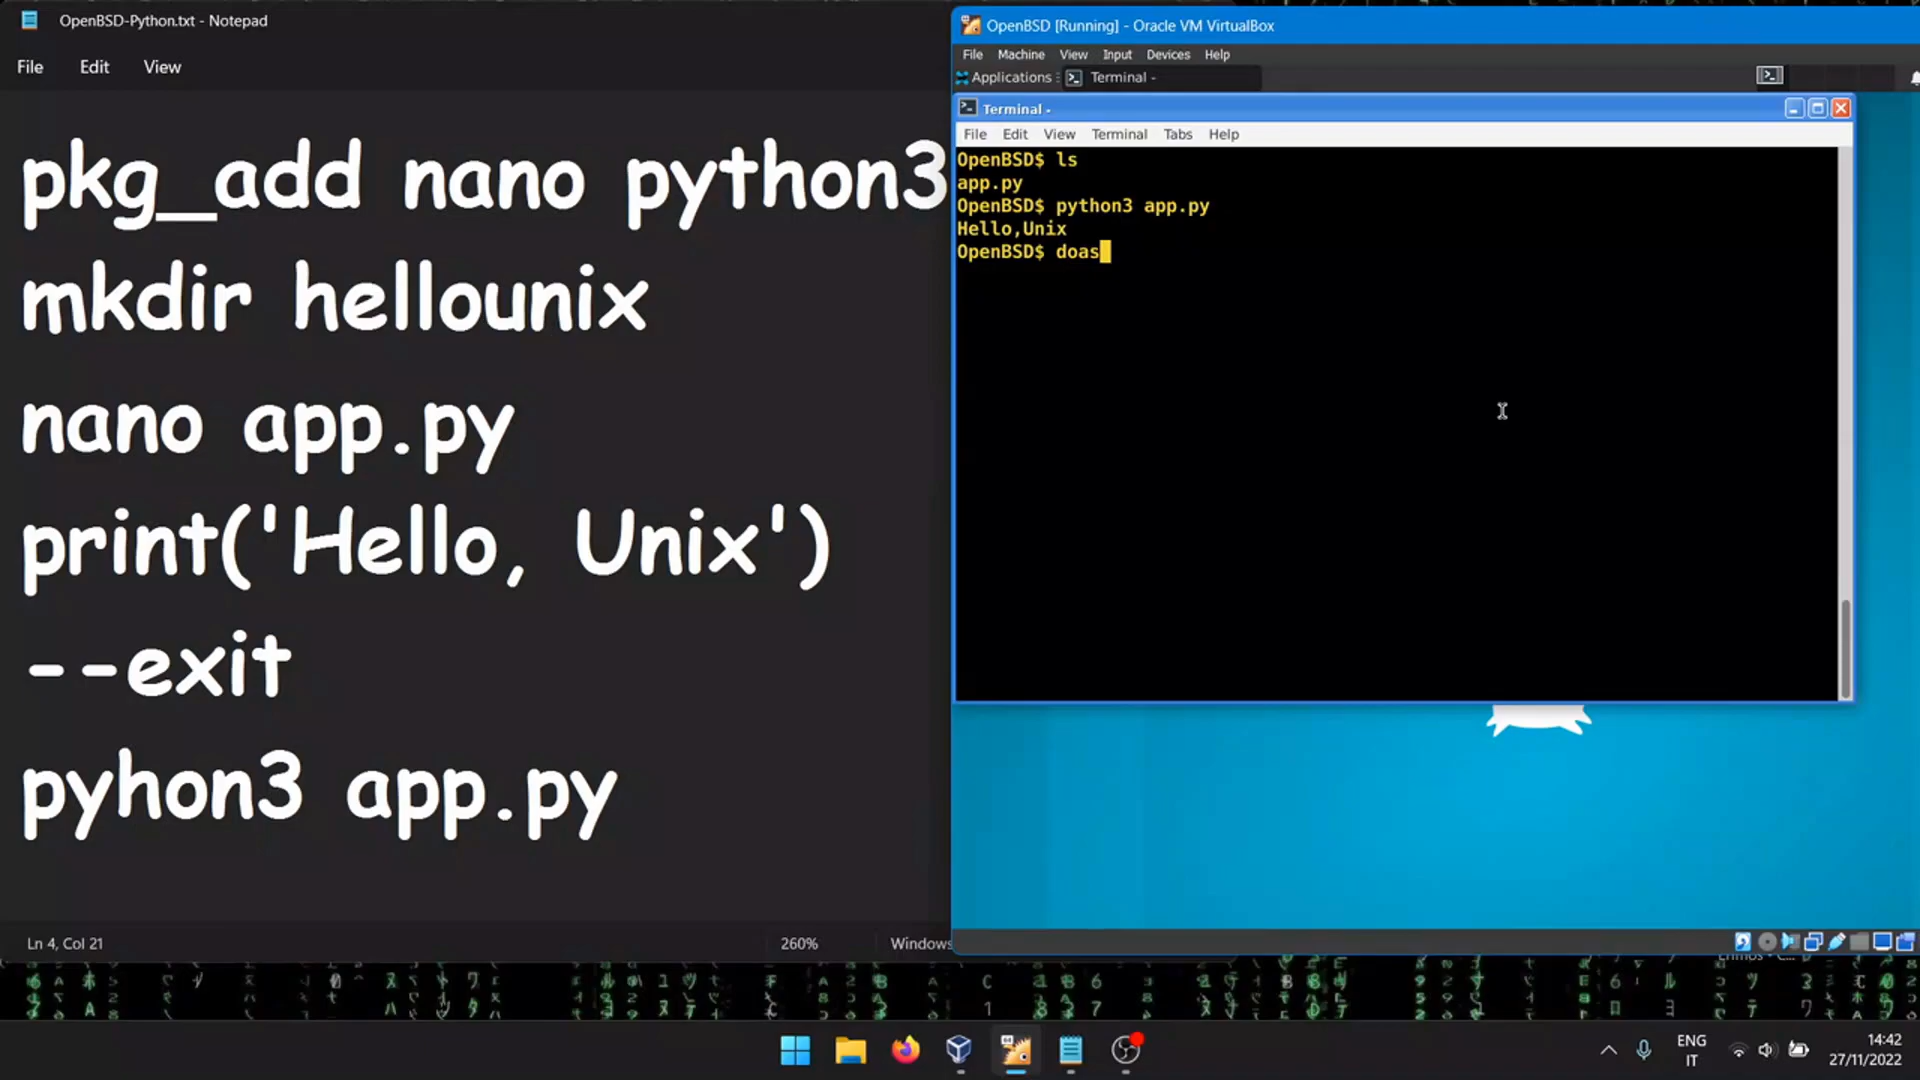 OpenBSD-Python.txt - Notepad
File Edit View
pkg_add nano python3
mkdir hellounix
nano app.py
print('Hello, Unix')
--exit
pyhon3 app.py
Ln 4, Col 21
260%
Windows
OpenBSD [Running] - Oracle VM VirtualBox
File Machine View Input Devices Help
Applications
Terminal -
Terminal -
File Edit View Terminal Tabs Help
OpenBSD$ ls
app.py
OpenBSD$ python3 app.py
Hello,Unix
OpenBSD$ doas
ENG
IT
14:42
27/11/2022